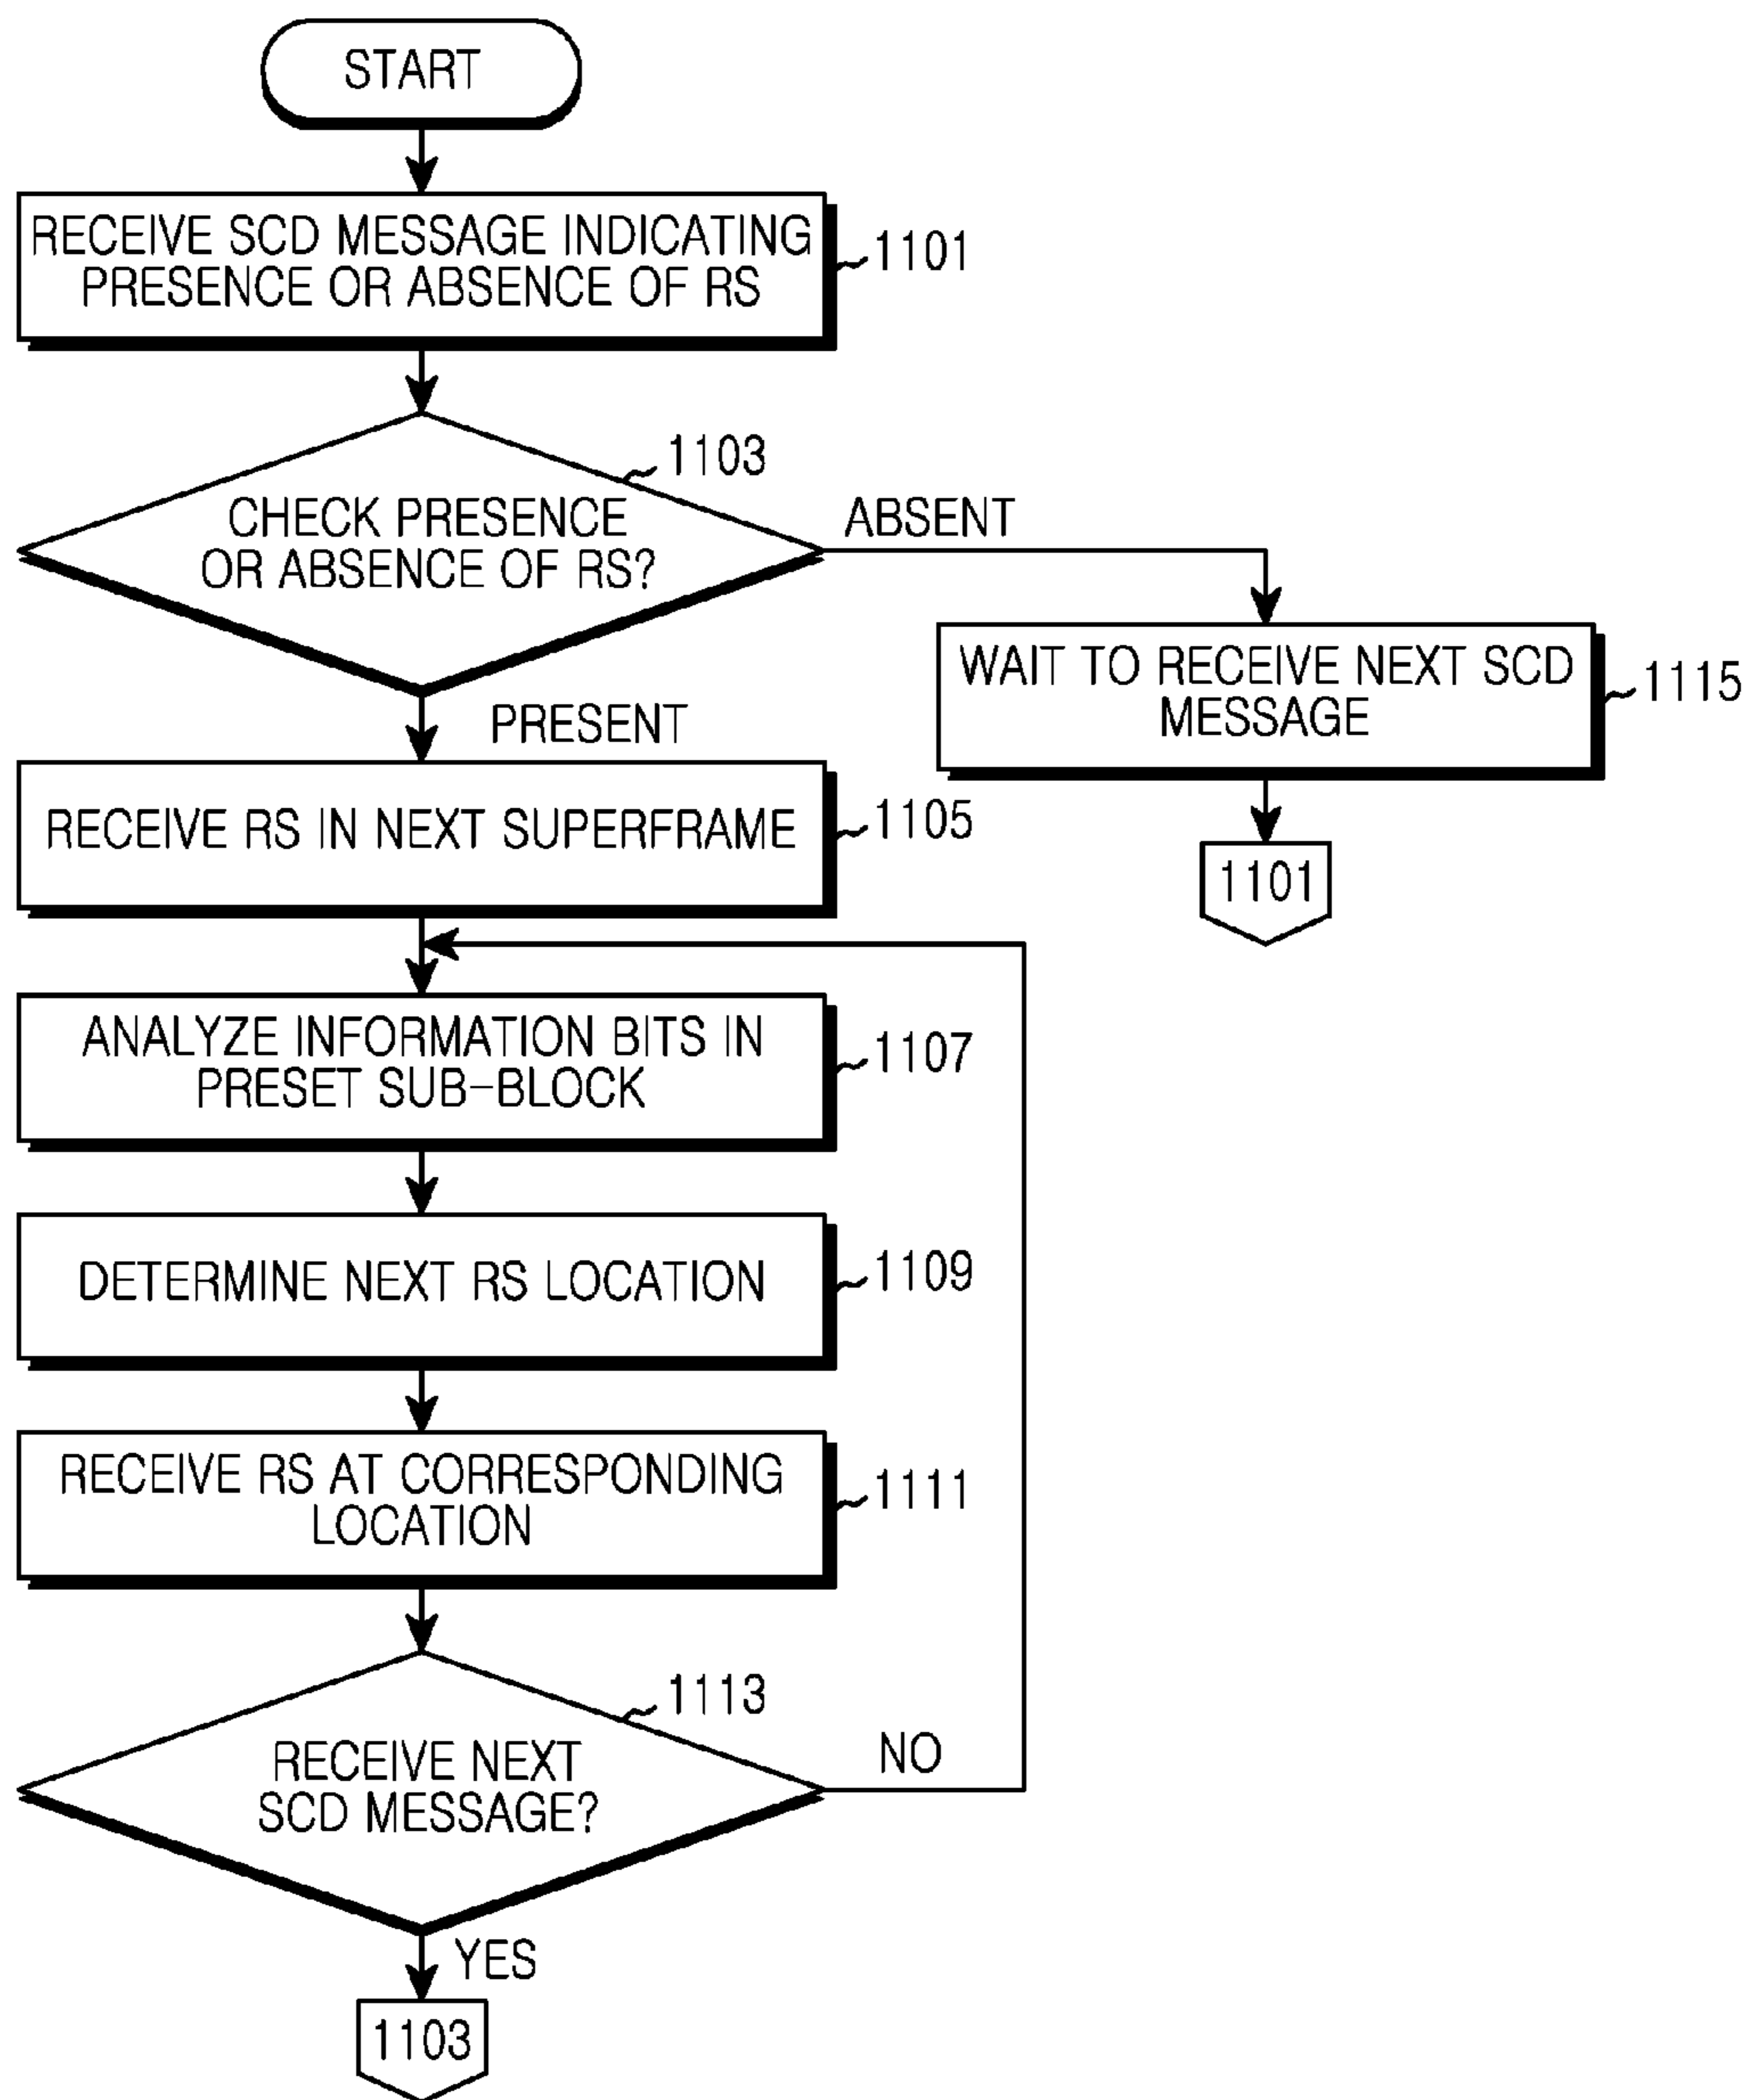 START
RECEIVE SCD MESSAGE INDICATING
PRESENCE OR ABSENCE OF RS
1101
1103
CHECK PRESENCE
OR ABSENCE OF RS?
ABSENT
WAIT TO RECEIVE NEXT SCD
MESSAGE
1115
1101
PRESENT
RECEIVE RS IN NEXT SUPERFRAME
1105
ANALYZE INFORMATION BITS IN
PRESET SUB-BLOCK
1107
DETERMINE NEXT RS LOCATION
1109
RECEIVE RS AT CORRESPONDING
LOCATION
1111
1113
RECEIVE NEXT
SCD MESSAGE?
NO
YES
1103